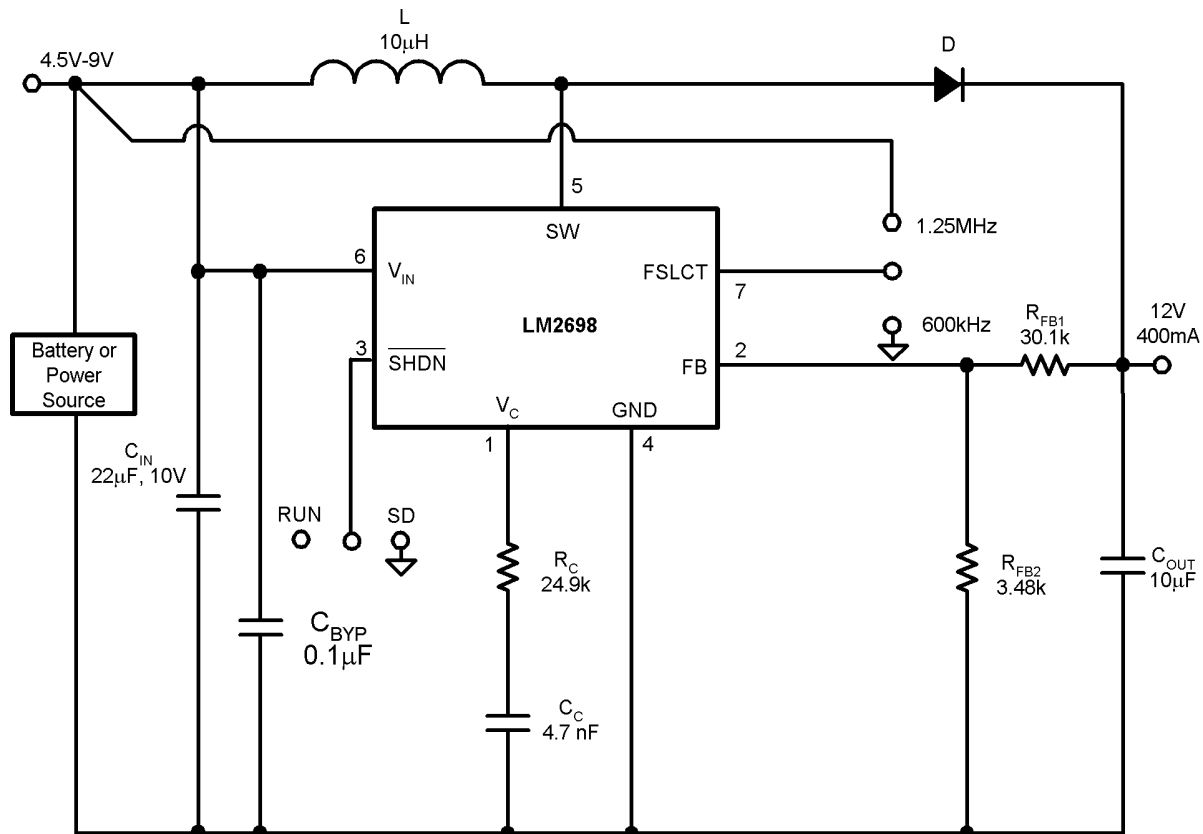 L
10μH
4.5V-9V
D
5
SW
1.25MHz
6
V_IN
FSLCT
7
LM2698
600kHz
R_FB1
30.1k
12V
400mA
3
SHDN
2
FB
Battery or
Power
Source
V_C
GND
1
4
C_IN
22μF, 10V
RUN
SD
R_C
24.9k
R_FB2
3.48k
C_OUT
10μF
C_BYP
0.1μF
C_C
4.7 nF